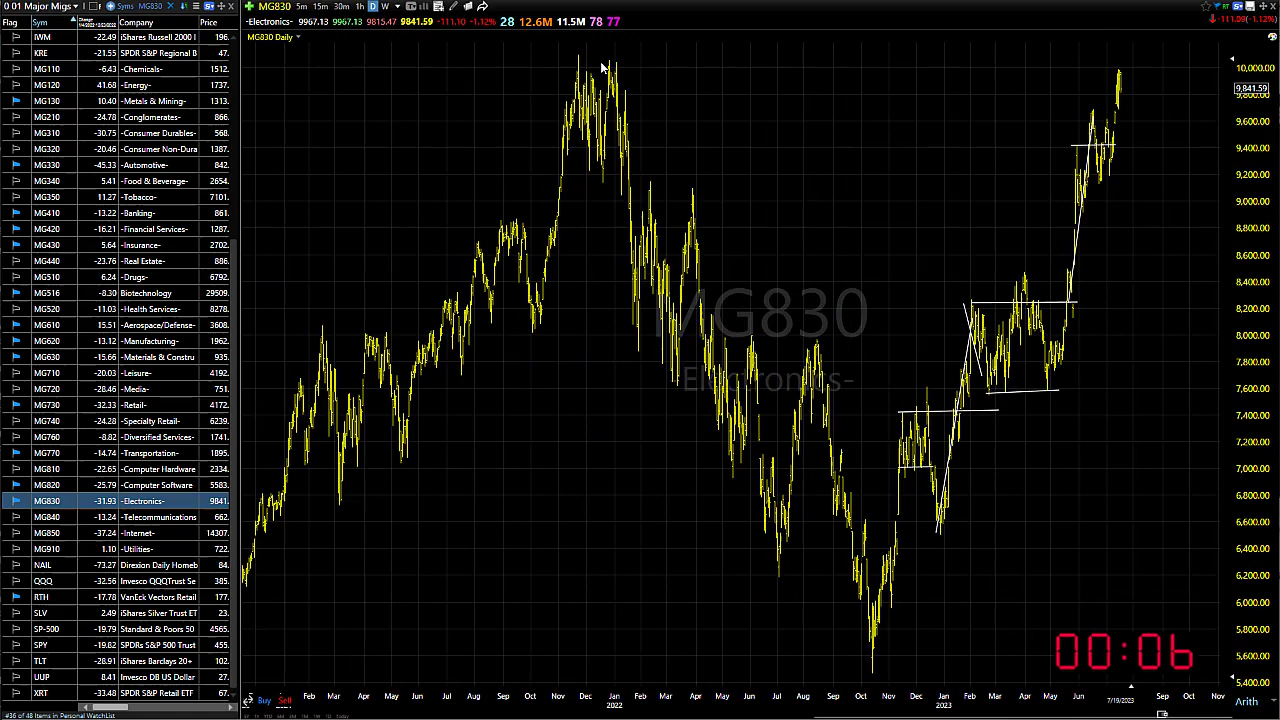 0 01 Major Migs Syms MG830 MG830 5m 15m 30m 1h D W TC RT
Flag Sym Change Company Price -Electronics- 9967.13 9967.13 9815.47 9841.59 -111.10 -1.12% 28 12.6M 11.5M 78 77 -111.09 (-1.12%)
MG830 Daily
IWM -22.49 iShares Russell 2000 I 196.
KRE -21.55 SPDR S&P Regional B 47.
MG110 -6.43 -Chemicals- 1512.
MG120 41.68 -Energy- 1737.
MG130 10.40 -Metals & Mining- 1313.
MG210 -24.78 -Conglomerates- 866.
MG310 -30.75 -Consumer Durables- 568.
MG320 -20.46 -Consumer Non-Dura 1387.
MG330 -45.33 -Automotive- 842.
MG340 5.41 -Food & Beverage- 2654.
MG350 11.27 -Tobacco- 7101.
MG410 -13.22 -Banking- 861.
MG420 -16.21 -Financial Services- 1287.
MG430 5.64 -Insurance- 2702.
MG440 -23.76 -Real Estate- 886.
MG510 6.24 -Drugs- 6792.
MG516 -8.30 Biotechnology 29509.
MG520 -11.03 -Health Services- 8278.
MG610 15.51 -Aerospace/Defense- 3608.
MG620 -13.12 -Manufacturing- 1962.
MG630 -15.66 -Materials & Constru 935.
MG710 -20.03 -Leisure- 4192.
MG720 -28.46 -Media- 751.
MG730 -32.33 -Retail- 4172.
MG740 -24.28 -Specialty Retail- 6239.
MG760 -8.82 -Diversified Services- 1741.
MG770 -14.74 -Transportation- 1895.
MG810 -22.65 -Computer Hardware 2334.
MG820 -25.79 -Computer Software 5583.
MG830 -31.93 -Electronics- 9841.
MG840 -13.24 -Telecommunications 662.
MG850 -37.24 -Internet- 14307.
MG910 1.10 -Utilities- 722.
NAIL -73.27 Direxion Daily Homeb 84.
QQQ -32.56 Invesco QQQTrust Se 385.
RTH -17.78 VanEck Vectors Retail 177.
SLV 2.49 iShares Silver Trust ET 23.
SP-500 -19.79 Standard & Poors 50 4565.
SPY -19.82 SPDRs S&P 500 Trust 455.
TLT -28.91 iShares Barclays 20+ 102.
UUP 8.41 Invesco DB US Dollar 27.
XRT -33.48 SPDR S&P Retail ETF 67.
#36 of 48 Items in Personal WatchList
MG830
-Electronics-
10,000.00
9,841.59
9,800.00
9,600.00
9,400.00
9,200.00
9,000.00
8,800.00
8,600.00
8,400.00
8,200.00
8,000.00
7,800.00
7,600.00
7,400.00
7,200.00
7,000.00
6,800.00
6,600.00
6,400.00
6,200.00
6,000.00
5,800.00
5,600.00
5,400.00
00:06
Feb Mar Apr May Jun Jul Aug Sep Oct Nov Dec Jan Feb Mar Apr May Jun Jul Aug Sep Oct Nov Dec Feb Mar Apr May Jun 7/19/2023 Sep Oct Nov
2022 2023
Buy Sell
Arith